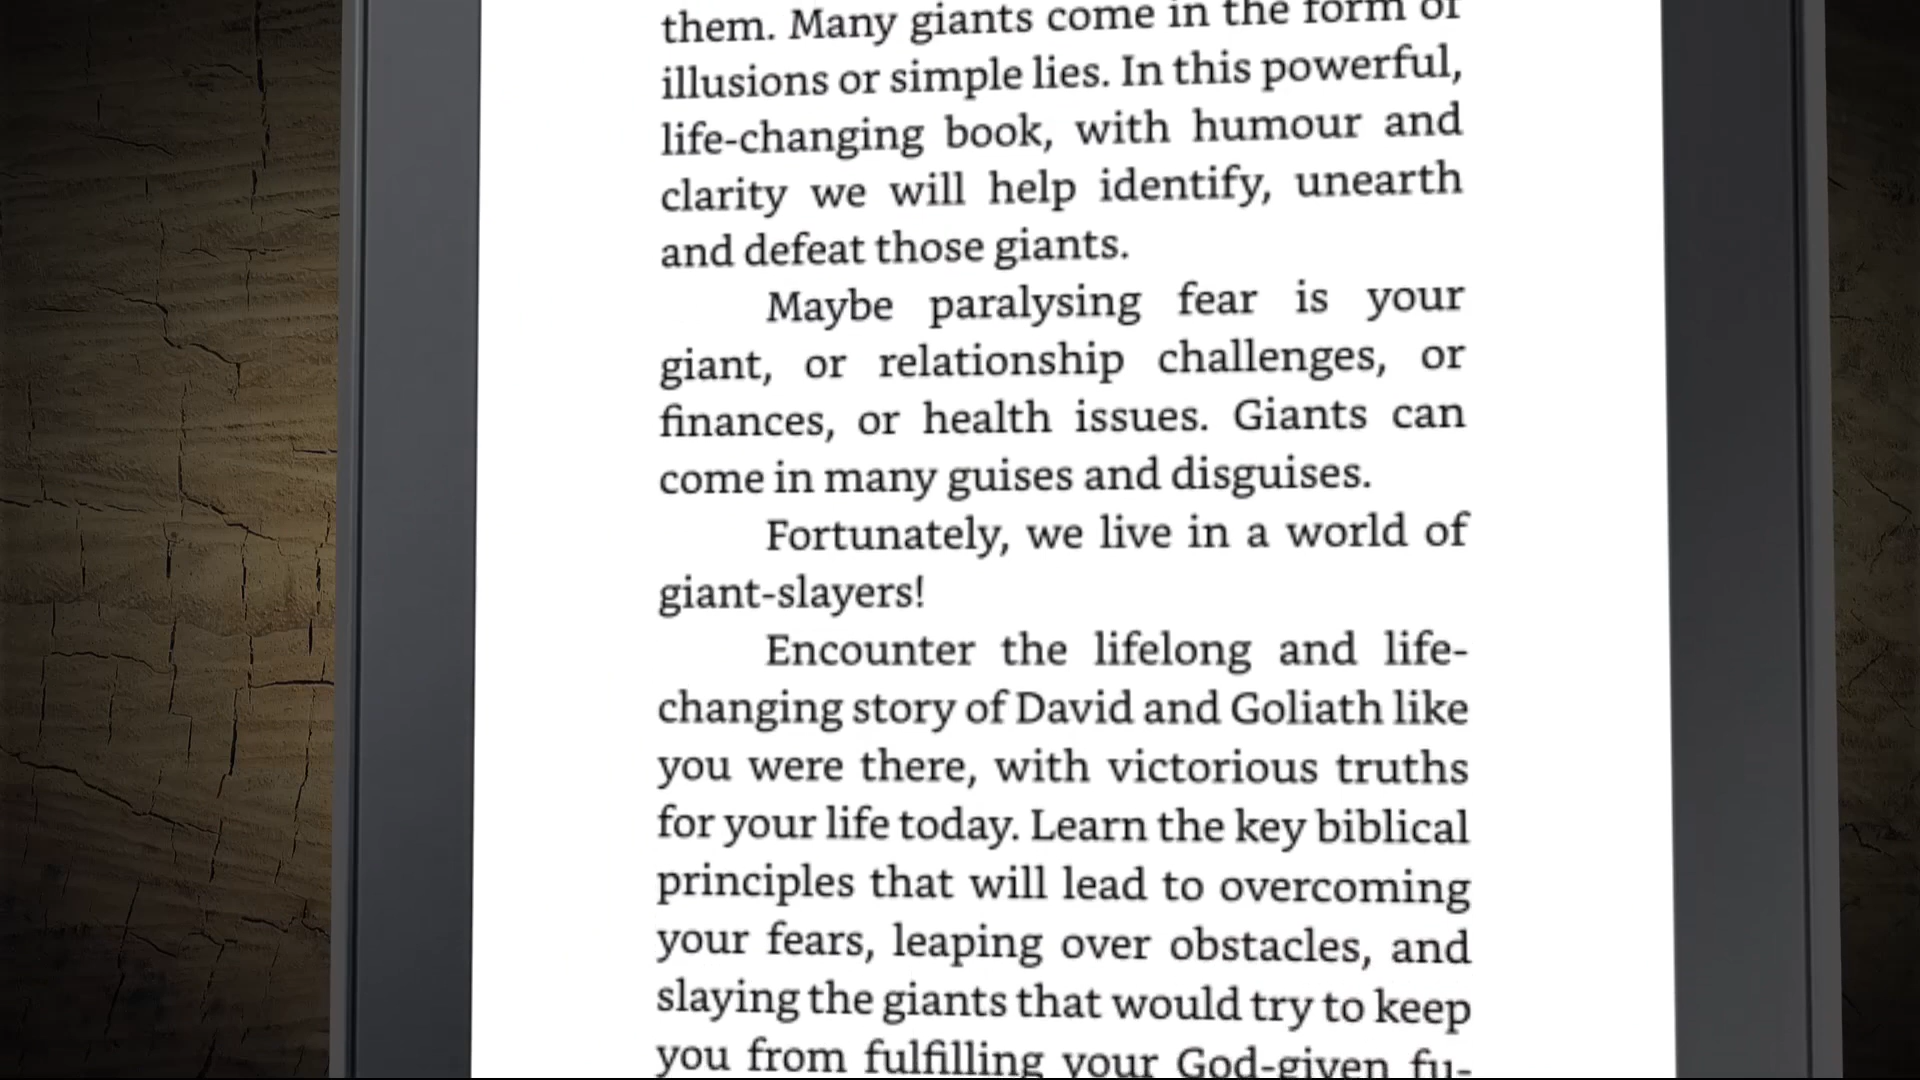 them. Many giants come in the form of
illusions or simple lies. In this powerful,
life-changing book, with humour and
clarity we will help identify, unearth
and defeat those giants.
Maybe paralysing fear is your
giant, or relationship challenges, or
finances, or health issues. Giants can
come in many guises and disguises.
Fortunately, we live in a world of
giant-slayers!
Encounter the lifelong and life-
changing story of David and Goliath like
you were there, with victorious truths
for your life today. Learn the key biblical
principles that will lead to overcoming
your fears, leaping over obstacles, and
slaying the giants that would try to keep
you from fulfilling your God-given fu-